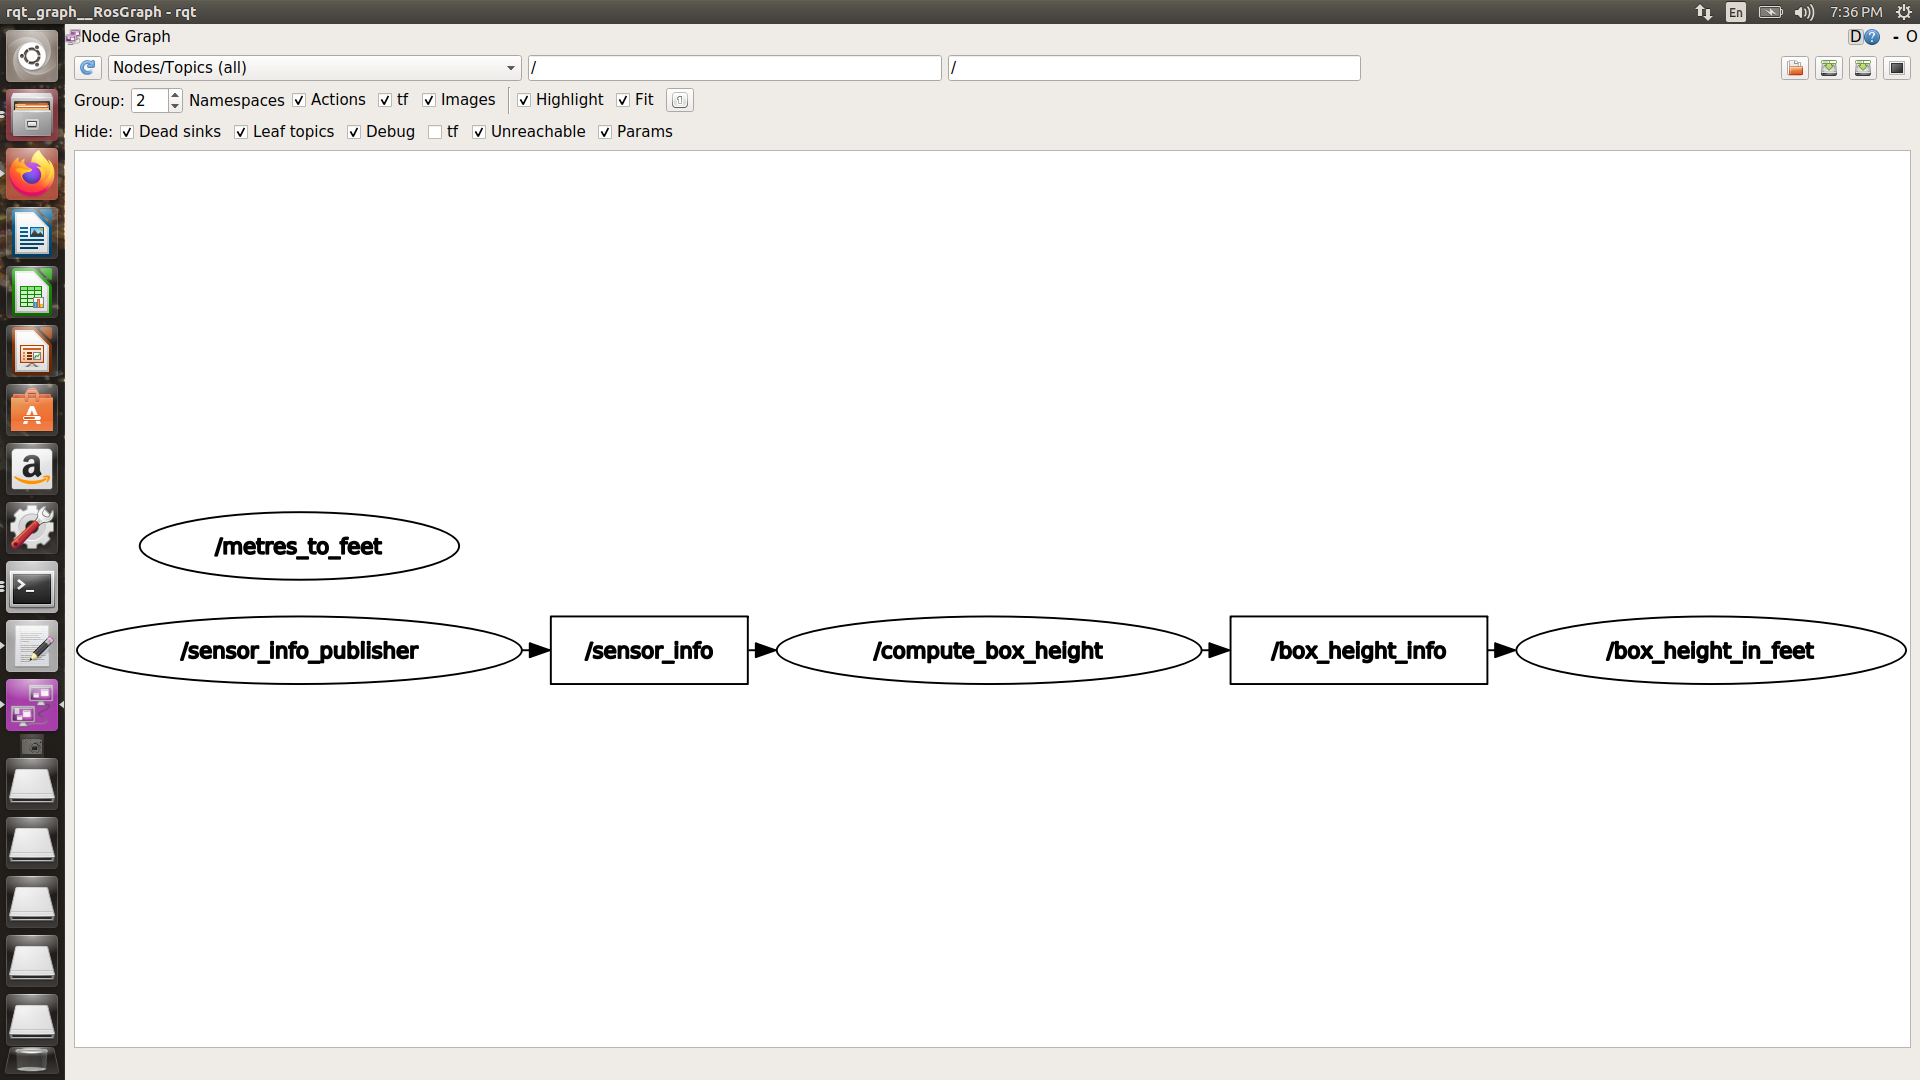 rqt_graph__RosGraph - rqt
En
7:36 PM
Node Graph
D
?
- O
Nodes/Topics (all)
/
/
Group: 2 Namespaces Actions tf Images Highlight Fit
Hide: Dead sinks Leaf topics Debug tf Unreachable Params
/metres_to_feet
/sensor_info_publisher
/sensor_info
/compute_box_height
/box_height_info
/box_height_in_feet